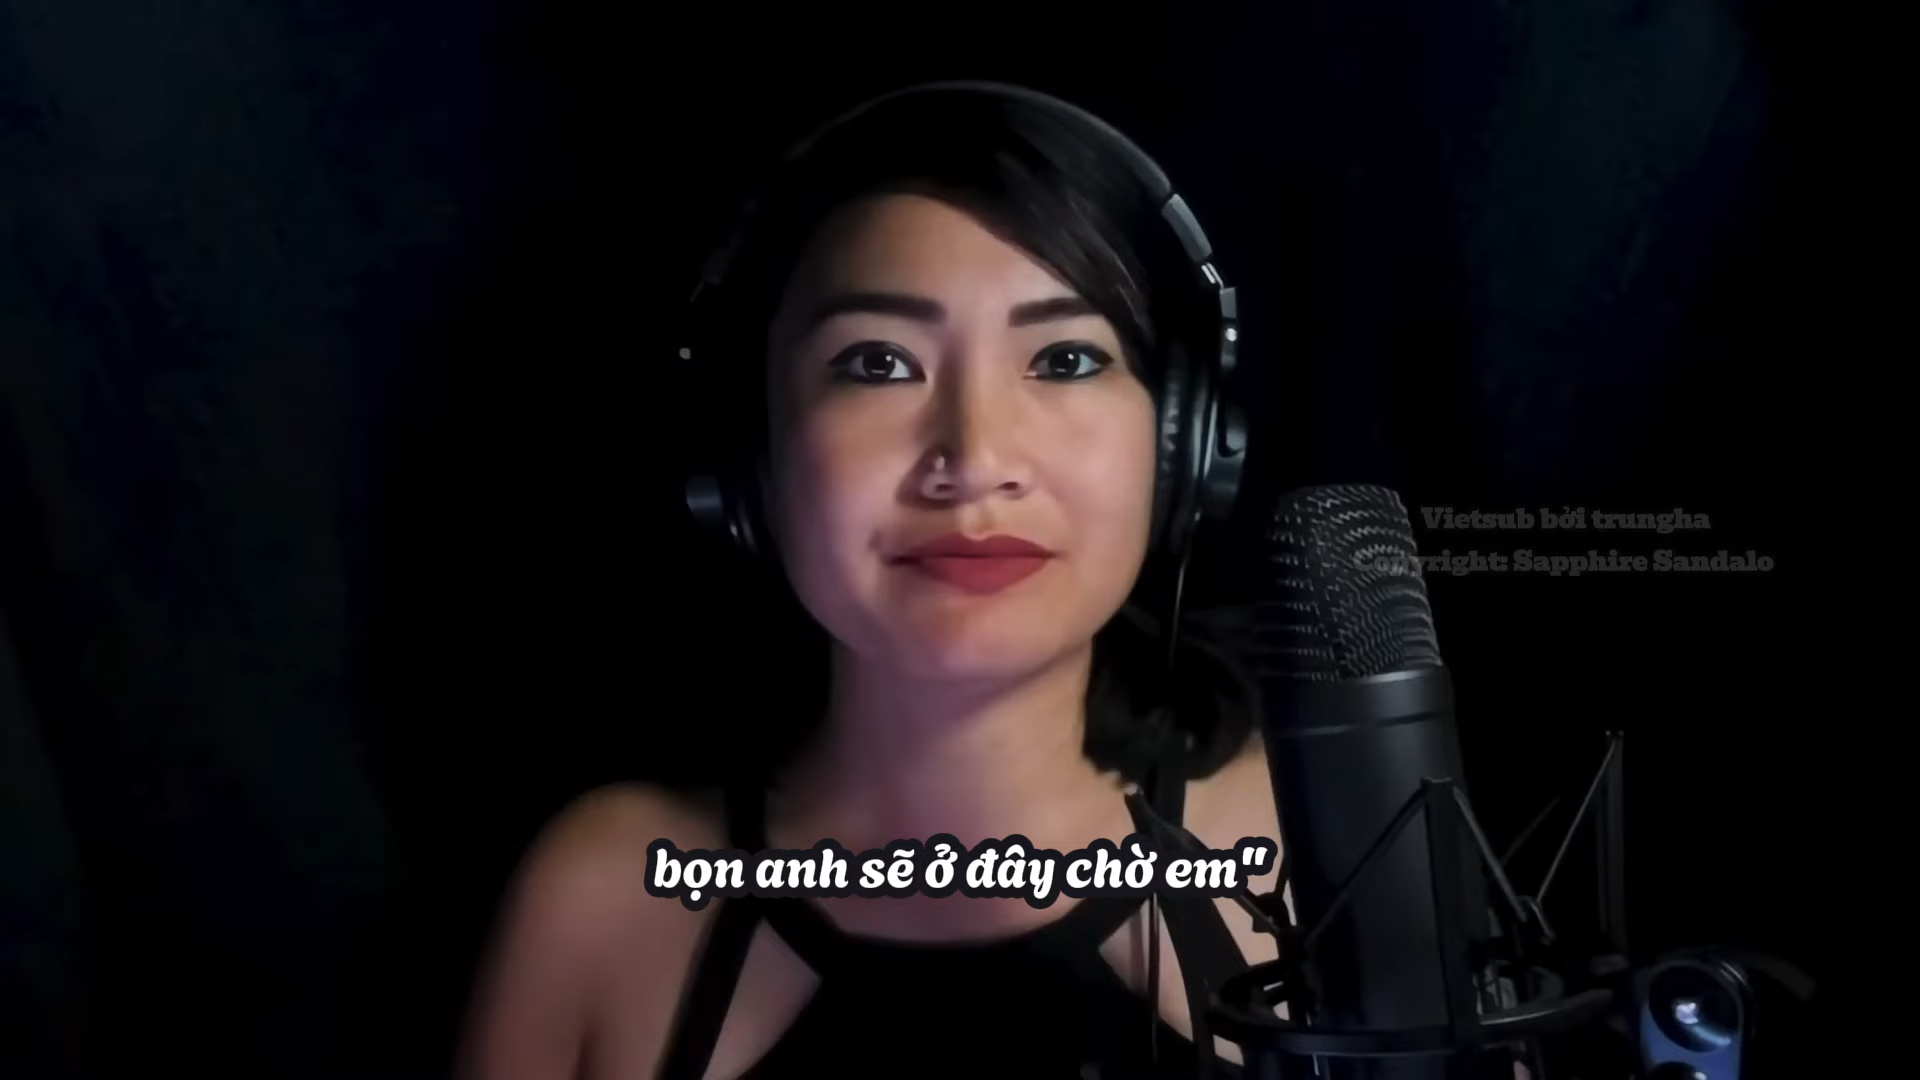 Vietsub bởi trungha
Copyright: Sapphire Sandalo
bọn anh sẽ ở đây chờ em"